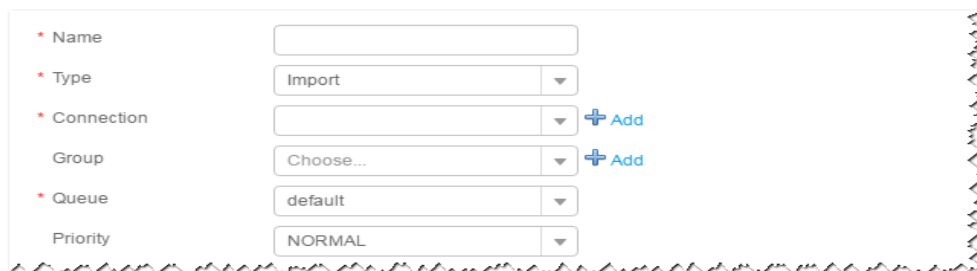 * Name
* Type Import
* Connection Add
Group Choose... Add
* Queue default
Priority NORMAL